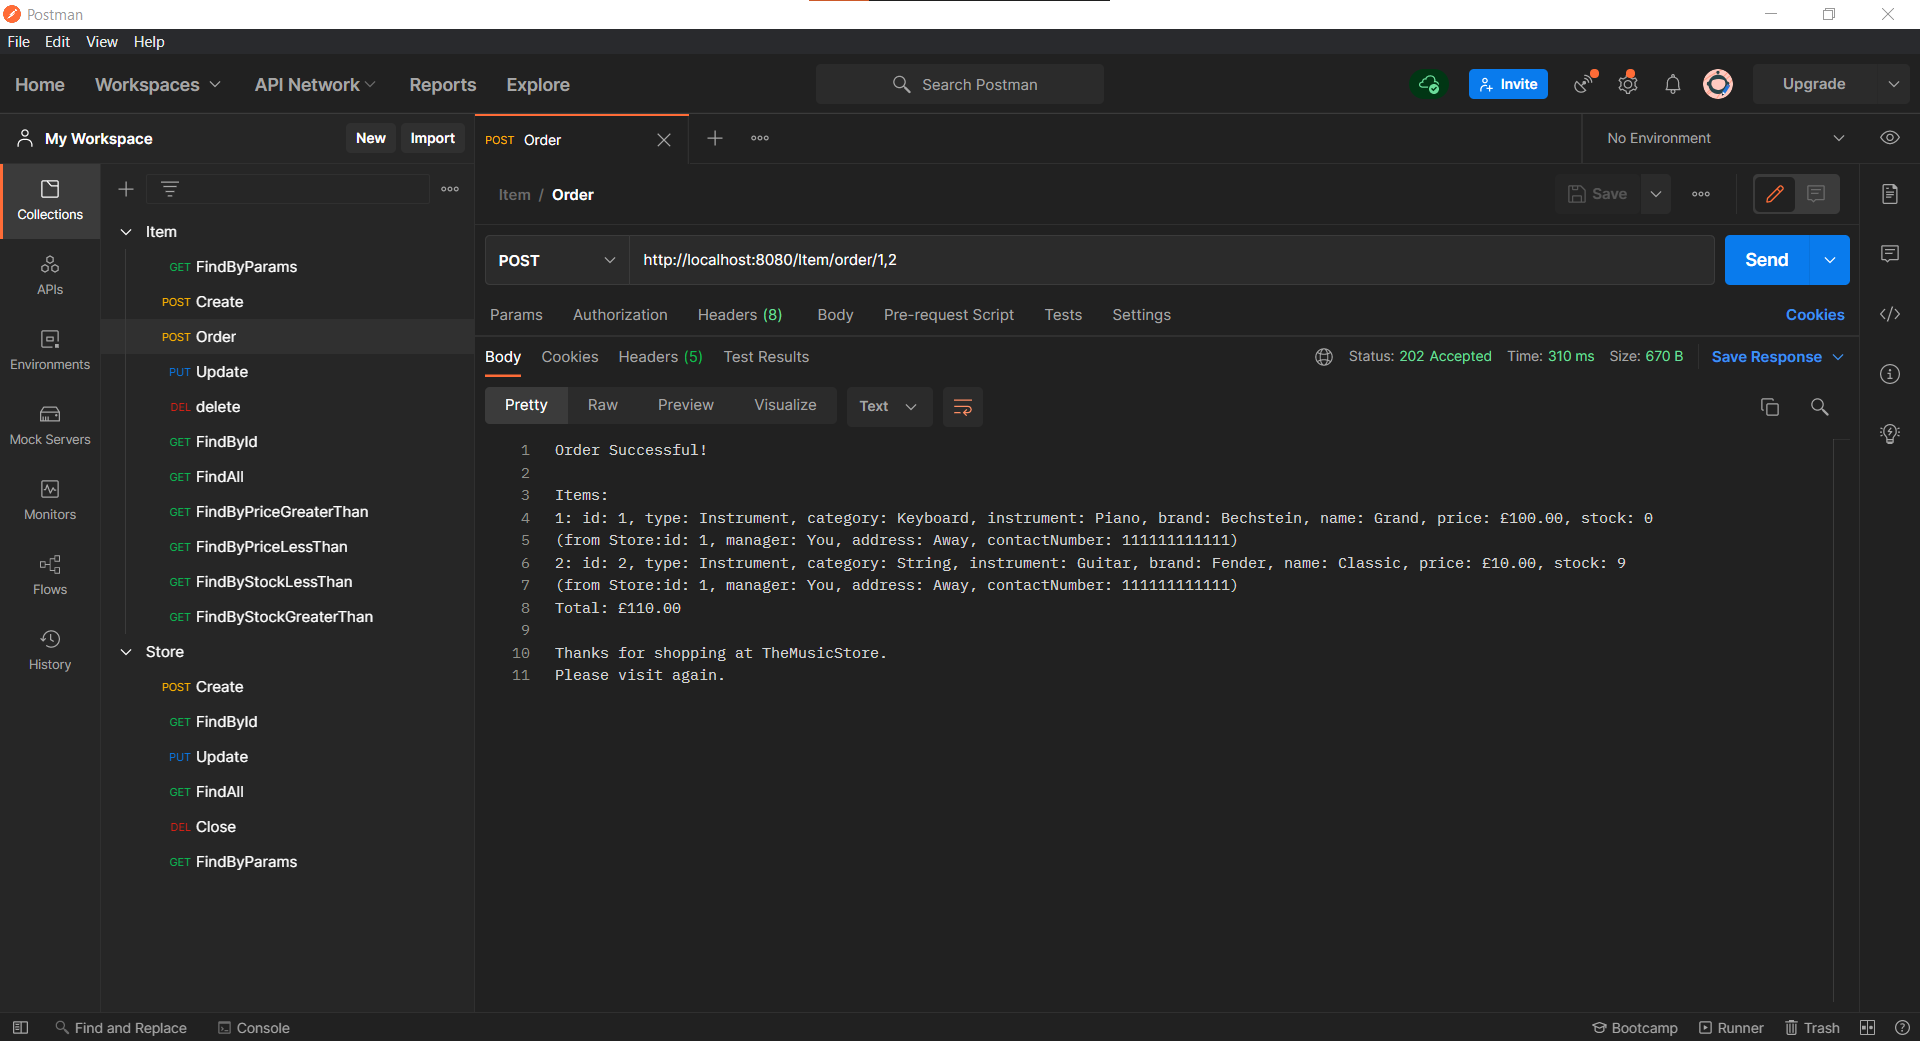 Postman
File Edit View Help
Home Workspaces API Network Reports Explore Search Postman Invite Upgrade
My Workspace New Import POST Order No Environment
Collections
APIs
Environments
Mock Servers
Monitors
Flows
History
Item
GET FindByParams
POST Create
POST Order
PUT Update
DEL delete
GET FindById
GET FindAll
GET FindByPriceGreaterThan
GET FindByPriceLessThan
GET FindByStockLessThan
GET FindByStockGreaterThan
Store
POST Create
GET FindById
PUT Update
GET FindAll
DEL Close
GET FindByParams
Item / Order Save
POST http://localhost:8080/Item/order/1,2 Send
Params Authorization Headers (8) Body Pre-request Script Tests Settings Cookies
Body Cookies Headers (5) Test Results Status: 202 Accepted Time: 310 ms Size: 670 B Save Response
Pretty Raw Preview Visualize Text
1 Order Successful!
2
3 Items:
4 1: id: 1, type: Instrument, category: Keyboard, instrument: Piano, brand: Bechstein, name: Grand, price: £100.00, stock: 0
5 (from Store:id: 1, manager: You, address: Away, contactNumber: 111111111111)
6 2: id: 2, type: Instrument, category: String, instrument: Guitar, brand: Fender, name: Classic, price: £10.00, stock: 9
7 (from Store:id: 1, manager: You, address: Away, contactNumber: 111111111111)
8 Total: £110.00
9
10 Thanks for shopping at TheMusicStore.
11 Please visit again.
Find and Replace Console Bootcamp Runner Trash